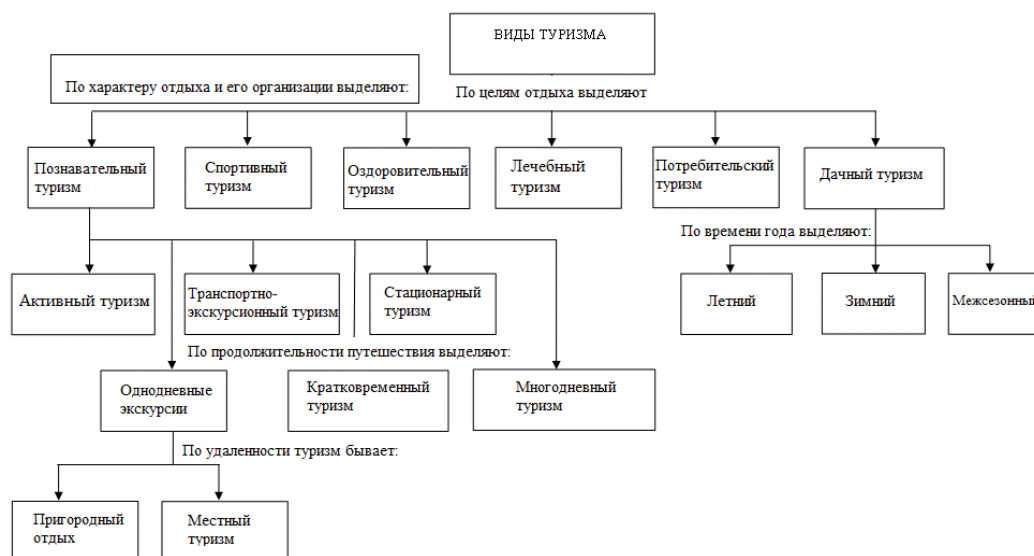 ВИДЫ ТУРИЗМА
По характеру отдыха и его организации выделяют:
По целям отдыха выделяют
Познавательный
туризм
Спортивный
туризм
Оздоровительный
туризм
Лечебный
туризм
Потребительский
туризм
Дачный туризм
По времени года выделяют:
Активный туризм
Транспортно-
экскурсионный туризм
Стационарный
туризм
Летний
Зимний
Межсезонный
По продолжительности путешествия выделяют:
Однодневные
экскурсии
Кратковременный
туризм
Многодневный
туризм
По удаленности туризм бывает:
Пригородный
отдых
Местный
туризм